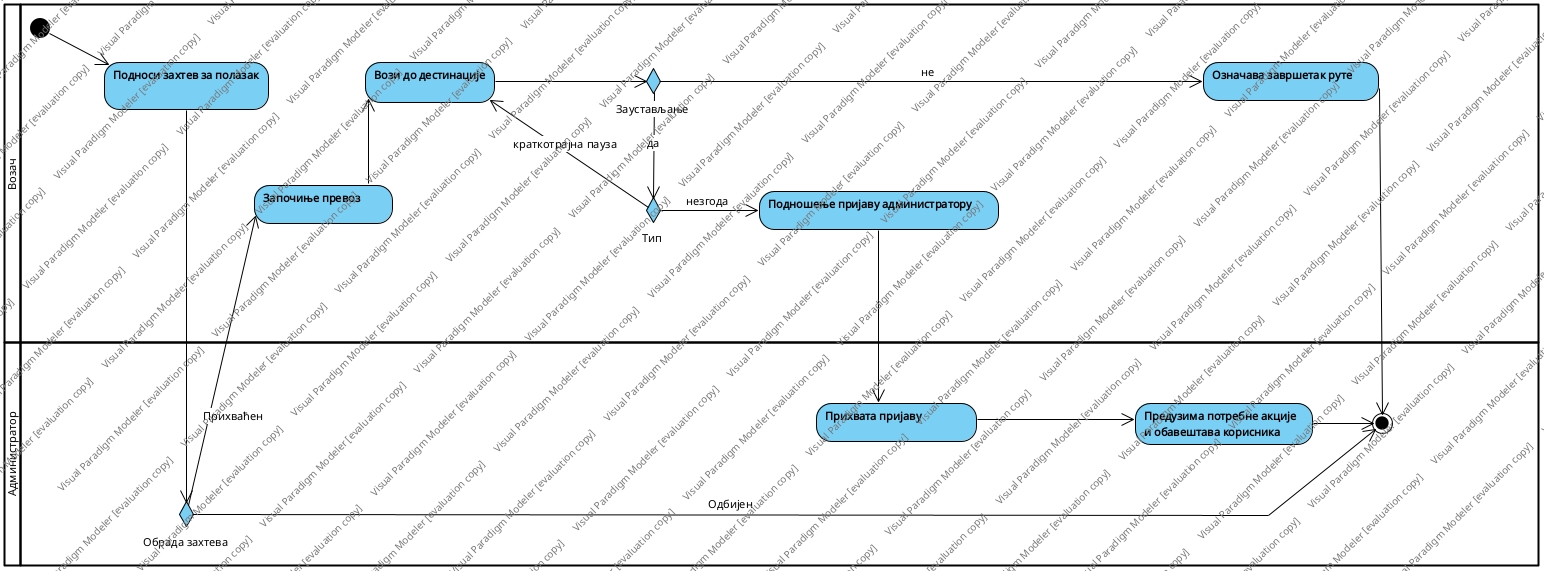 Возач
Подноси захтев за полазак
Вози до дестинације
не
Означава завршетак руте
Заустављање
краткотрајна пауза
да
Започиње превоз
незгода
Подношење пријаву администратору
Тип
Администратор
Прихваћен
Прихвата пријаву
Предузима потребне акције
и обавештава корисника
Одбијен
Обрада захтева
Visual Paradigm Modeler [evaluation copy]